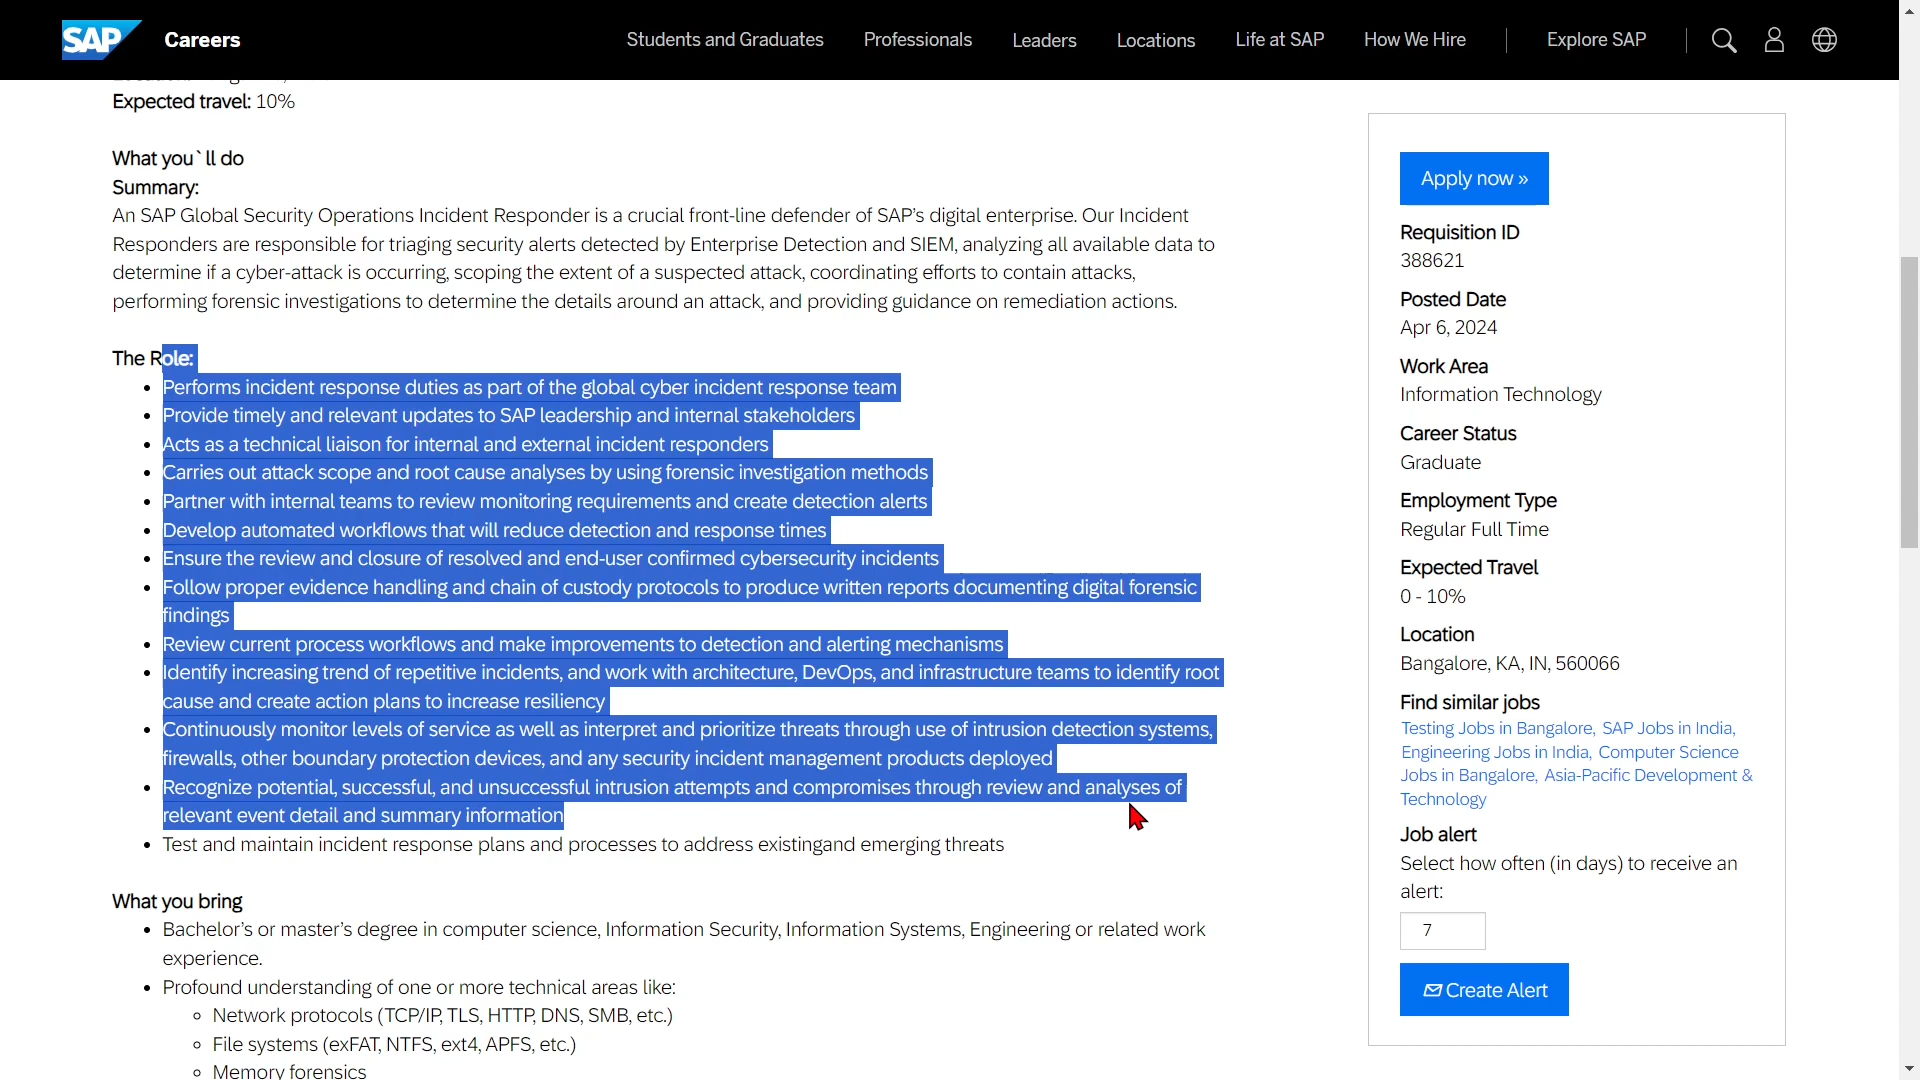 SAP Careers Students and Graduates Professionals Leaders Locations Life at SAP How We Hire Explore SAP
Expected travel: 10%
What you`ll do
Summary:
An SAP Global Security Operations Incident Responder is a crucial front-line defender of SAP’s digital enterprise. Our Incident
Responders are responsible for triaging security alerts detected by Enterprise Detection and SIEM, analyzing all available data to
determine if a cyber-attack is occurring, scoping the extent of a suspected attack, coordinating efforts to contain attacks,
performing forensic investigations to determine the details around an attack, and providing guidance on remediation actions.
The Role:
• Performs incident response duties as part of the global cyber incident response team
• Provide timely and relevant updates to SAP leadership and internal stakeholders
• Acts as a technical liaison for internal and external incident responders
• Carries out attack scope and root cause analyses by using forensic investigation methods
• Partner with internal teams to review monitoring requirements and create detection alerts
• Develop automated workflows that will reduce detection and response times
• Ensure the review and closure of resolved and end-user confirmed cybersecurity incidents
• Follow proper evidence handling and chain of custody protocols to produce written reports documenting digital forensic
findings
• Review current process workflows and make improvements to detection and alerting mechanisms
• Identify increasing trend of repetitive incidents, and work with architecture, DevOps, and infrastructure teams to identify root
cause and create action plans to increase resiliency
• Continuously monitor levels of service as well as interpret and prioritize threats through use of intrusion detection systems,
firewalls, other boundary protection devices, and any security incident management products deployed
• Recognize potential, successful, and unsuccessful intrusion attempts and compromises through review and analyses of
relevant event detail and summary information
• Test and maintain incident response plans and processes to address existingand emerging threats
What you bring
• Bachelor’s or master’s degree in computer science, Information Security, Information Systems, Engineering or related work
experience.
• Profound understanding of one or more technical areas like:
◦ Network protocols (TCP/IP, TLS, HTTP, DNS, SMB, etc.)
◦ File systems (exFAT, NTFS, ext4, APFS, etc.)
◦ Memory forensics
Apply now »
Requisition ID
388621
Posted Date
Apr 6, 2024
Work Area
Information Technology
Career Status
Graduate
Employment Type
Regular Full Time
Expected Travel
0 - 10%
Location
Bangalore, KA, IN, 560066
Find similar jobs
Testing Jobs in Bangalore, SAP Jobs in India,
Engineering Jobs in India, Computer Science
Jobs in Bangalore, Asia-Pacific Development &
Technology
Job alert
Select how often (in days) to receive an
alert:
7
Create Alert